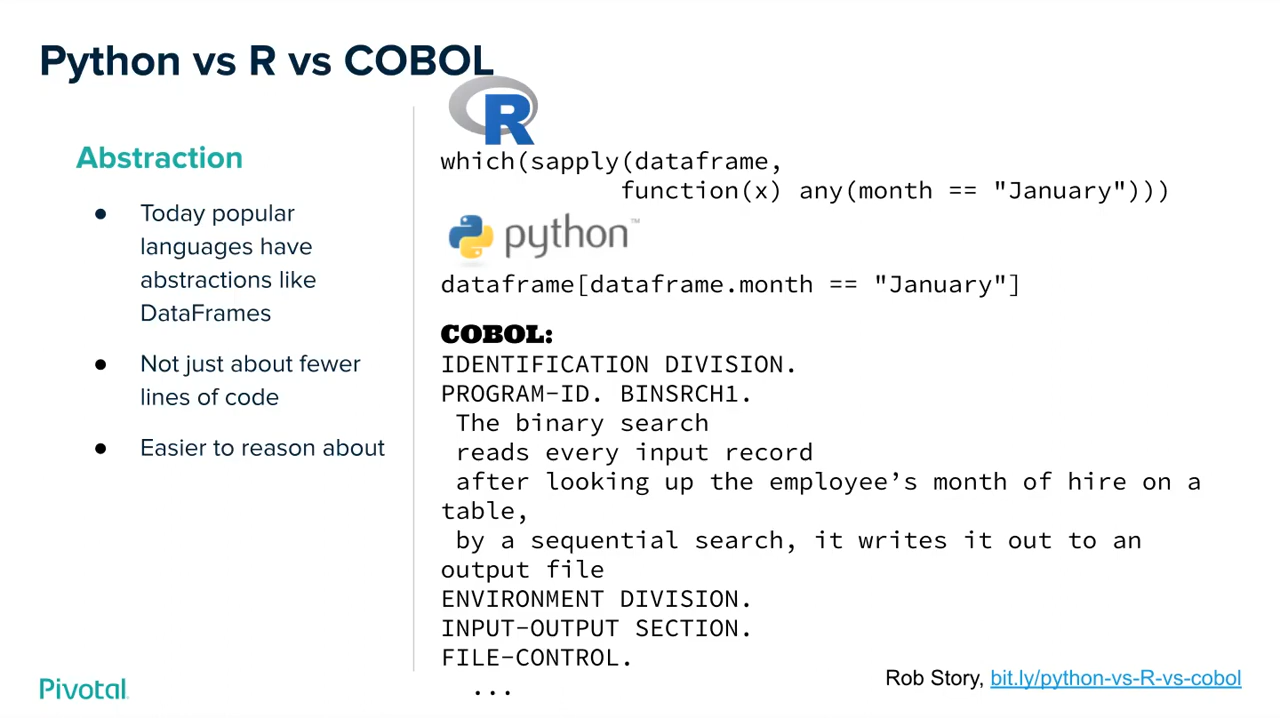 Python vs R vs COBOL
Abstraction
● Today popular
languages have
abstractions like
DataFrames
● Not just about fewer
lines of code
● Easier to reason about
R
which(sapply(dataframe,
            function(x) any(month == "January")))
python™
dataframe[dataframe.month == "January"]
COBOL:
IDENTIFICATION DIVISION.
PROGRAM-ID. BINSRCH1.
 The binary search
 reads every input record
 after looking up the employee’s month of hire on a
table,
 by a sequential search, it writes it out to an
output file
ENVIRONMENT DIVISION.
INPUT-OUTPUT SECTION.
FILE-CONTROL.
  ...
Pivotal
Rob Story, bit.ly/python-vs-R-vs-cobol